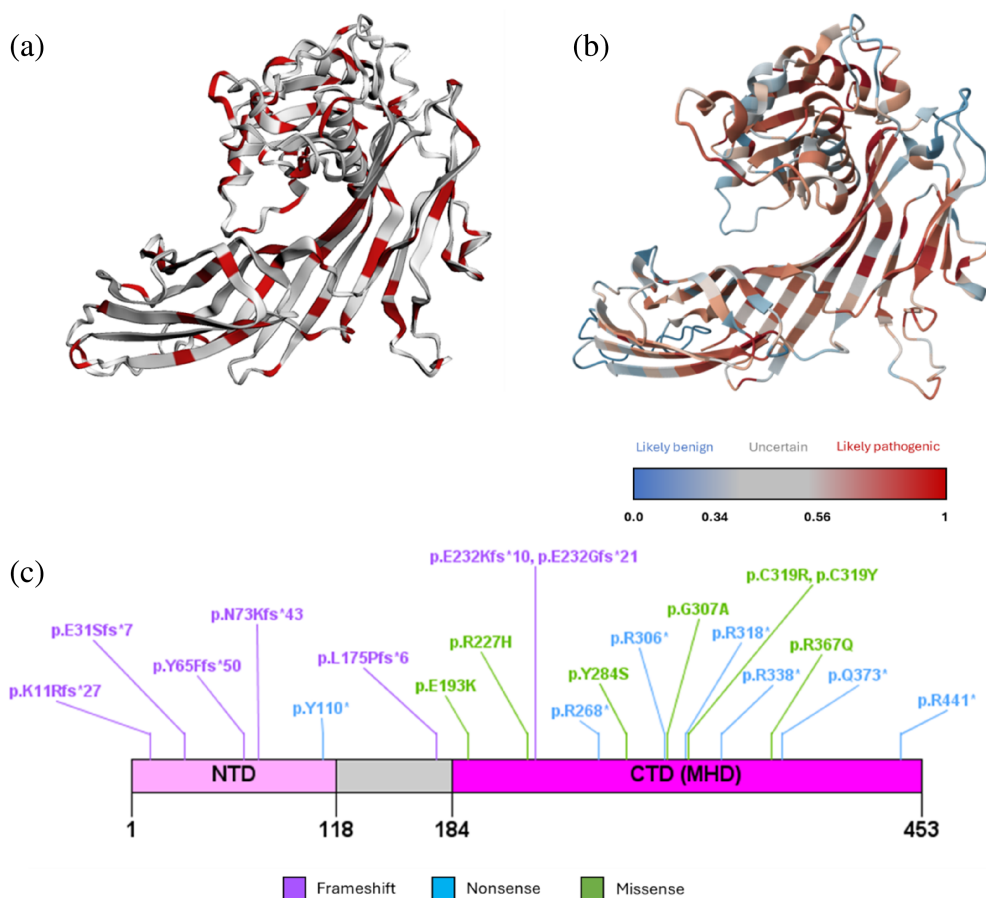 (a)
(b)
Likely benign Uncertain Likely pathogenic
0.0 0.34 0.56 1
(c)
p.E232Kfs*10, p.E232Gfs*21
p.C319R, p.C319Y
p.N73Kfs*43
p.G307A
p.E31Sfs*7
p.R227H
p.R306*
p.R318*
p.R367Q
p.Y65Ffs*50
p.L175Pfs*6
p.Y284S
p.R338*
p.Q373*
p.K11Rfs*27
p.E193K
p.Y110*
p.R268*
p.R441*
NTD CTD (MHD)
1 118 184 453
Frameshift Nonsense Missense